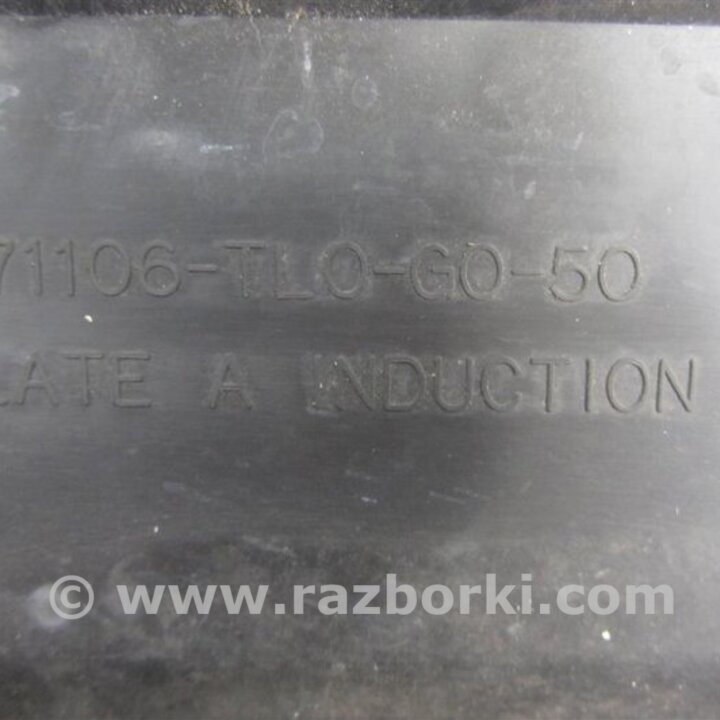 71106-TL0-G0-50
LATE A INDUCTION
© www.razborki.com